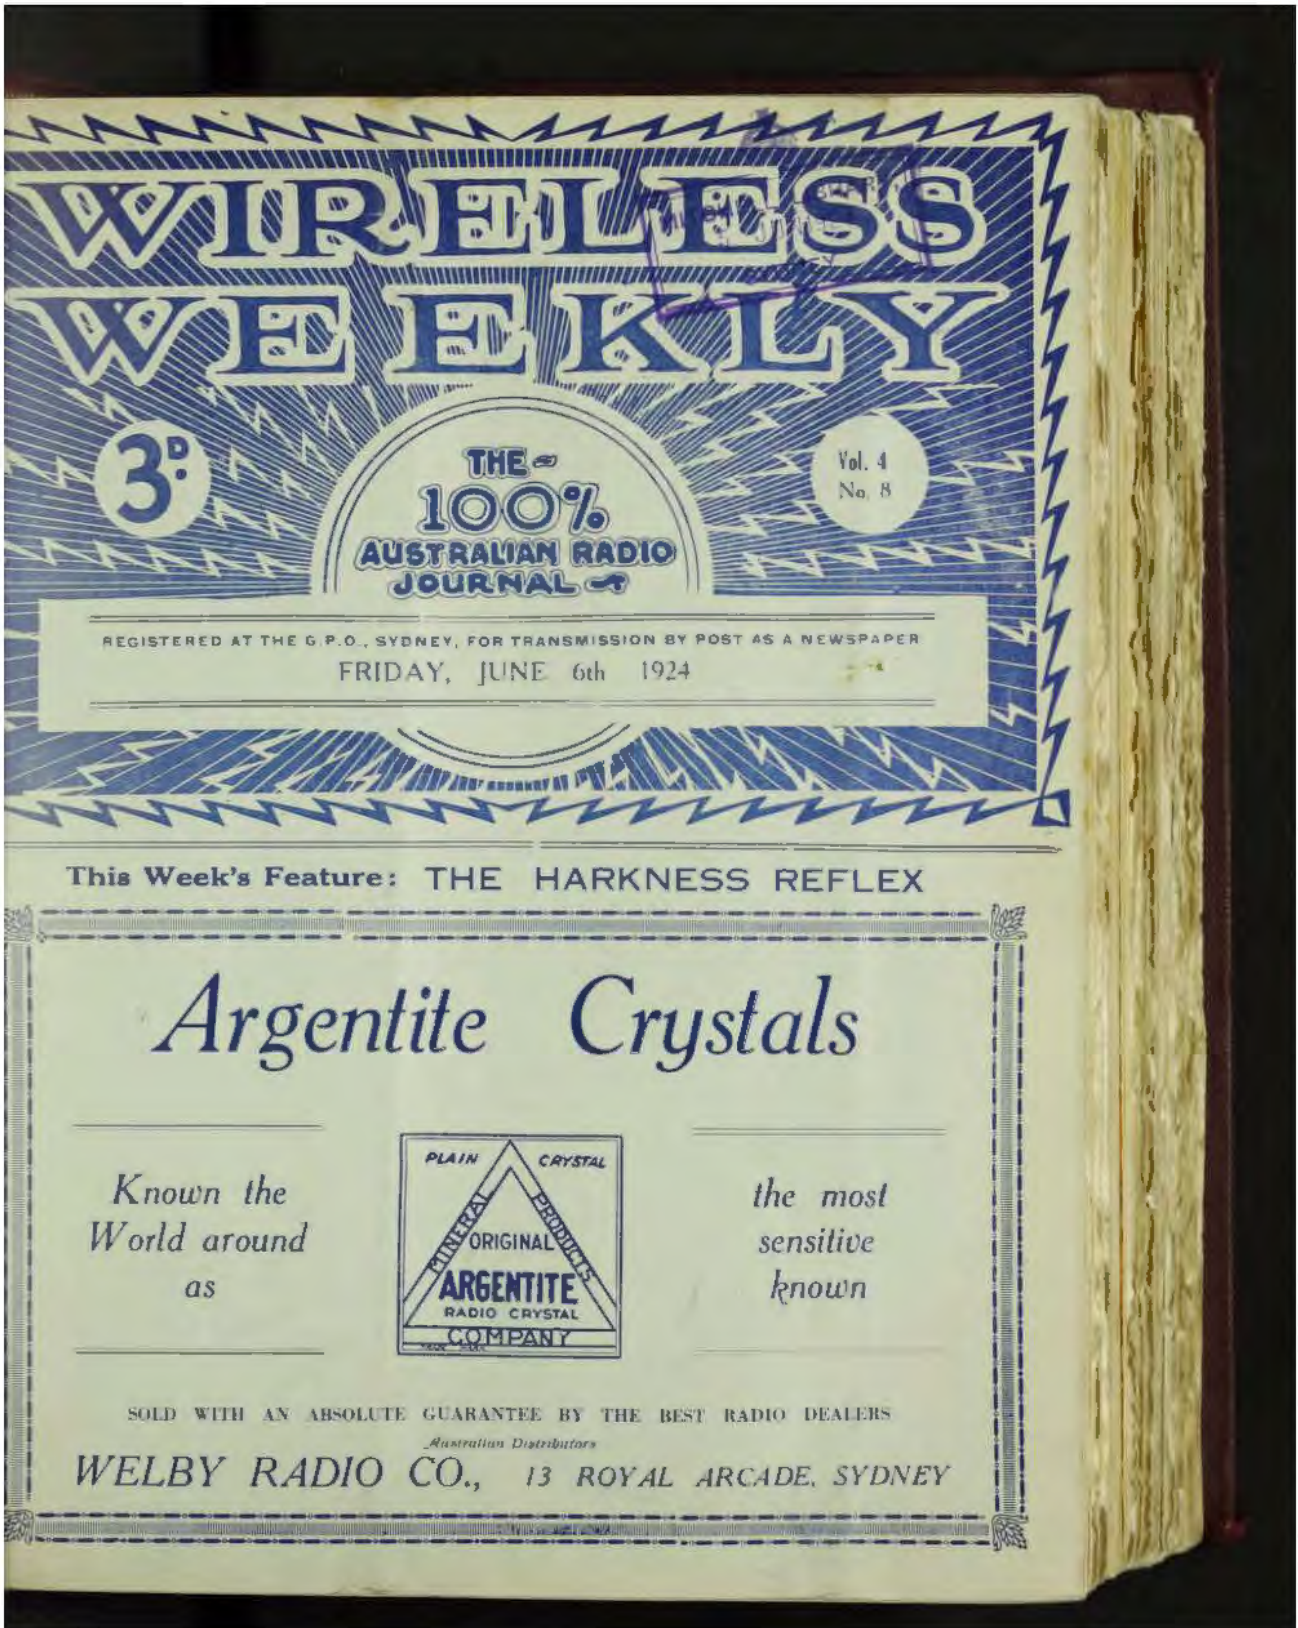 WIRELESS
WEEKLY
3D.
THE
100%
AUSTRALIAN RADIO
JOURNAL
Vol. 4
No. 8
REGISTERED AT THE G.P.O., SYDNEY, FOR TRANSMISSION BY POST AS A NEWSPAPER
FRIDAY, JUNE 6th 1924
This Week's Feature: THE HARKNESS REFLEX
Argentite Crystals
Known the
World around
as
PLAIN CRYSTAL
MINERAL PRODUCTS
ORIGINAL
ARGENTITE
RADIO CRYSTAL
COMPANY
TRADE MARK
the most
sensitive
known
SOLD WITH AN ABSOLUTE GUARANTEE BY THE BEST RADIO DEALERS
Australian Distributors
WELBY RADIO CO., 13 ROYAL ARCADE, SYDNEY